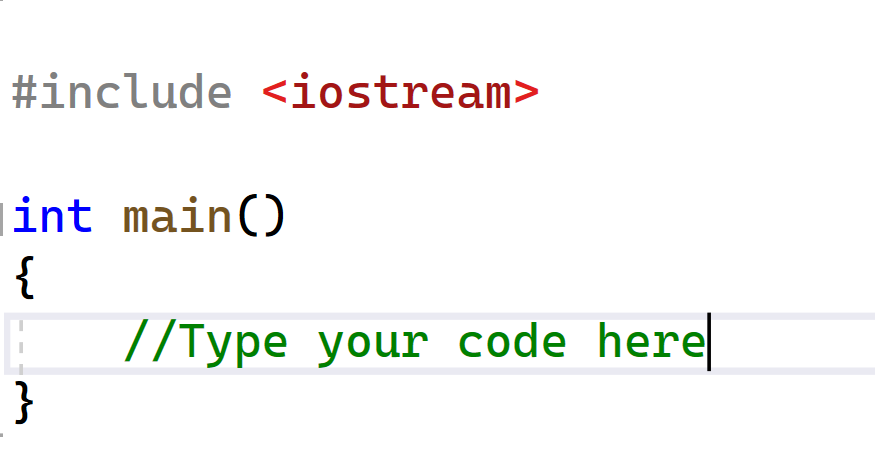 #include <iostream>
int main()
{
//Type your code here
}